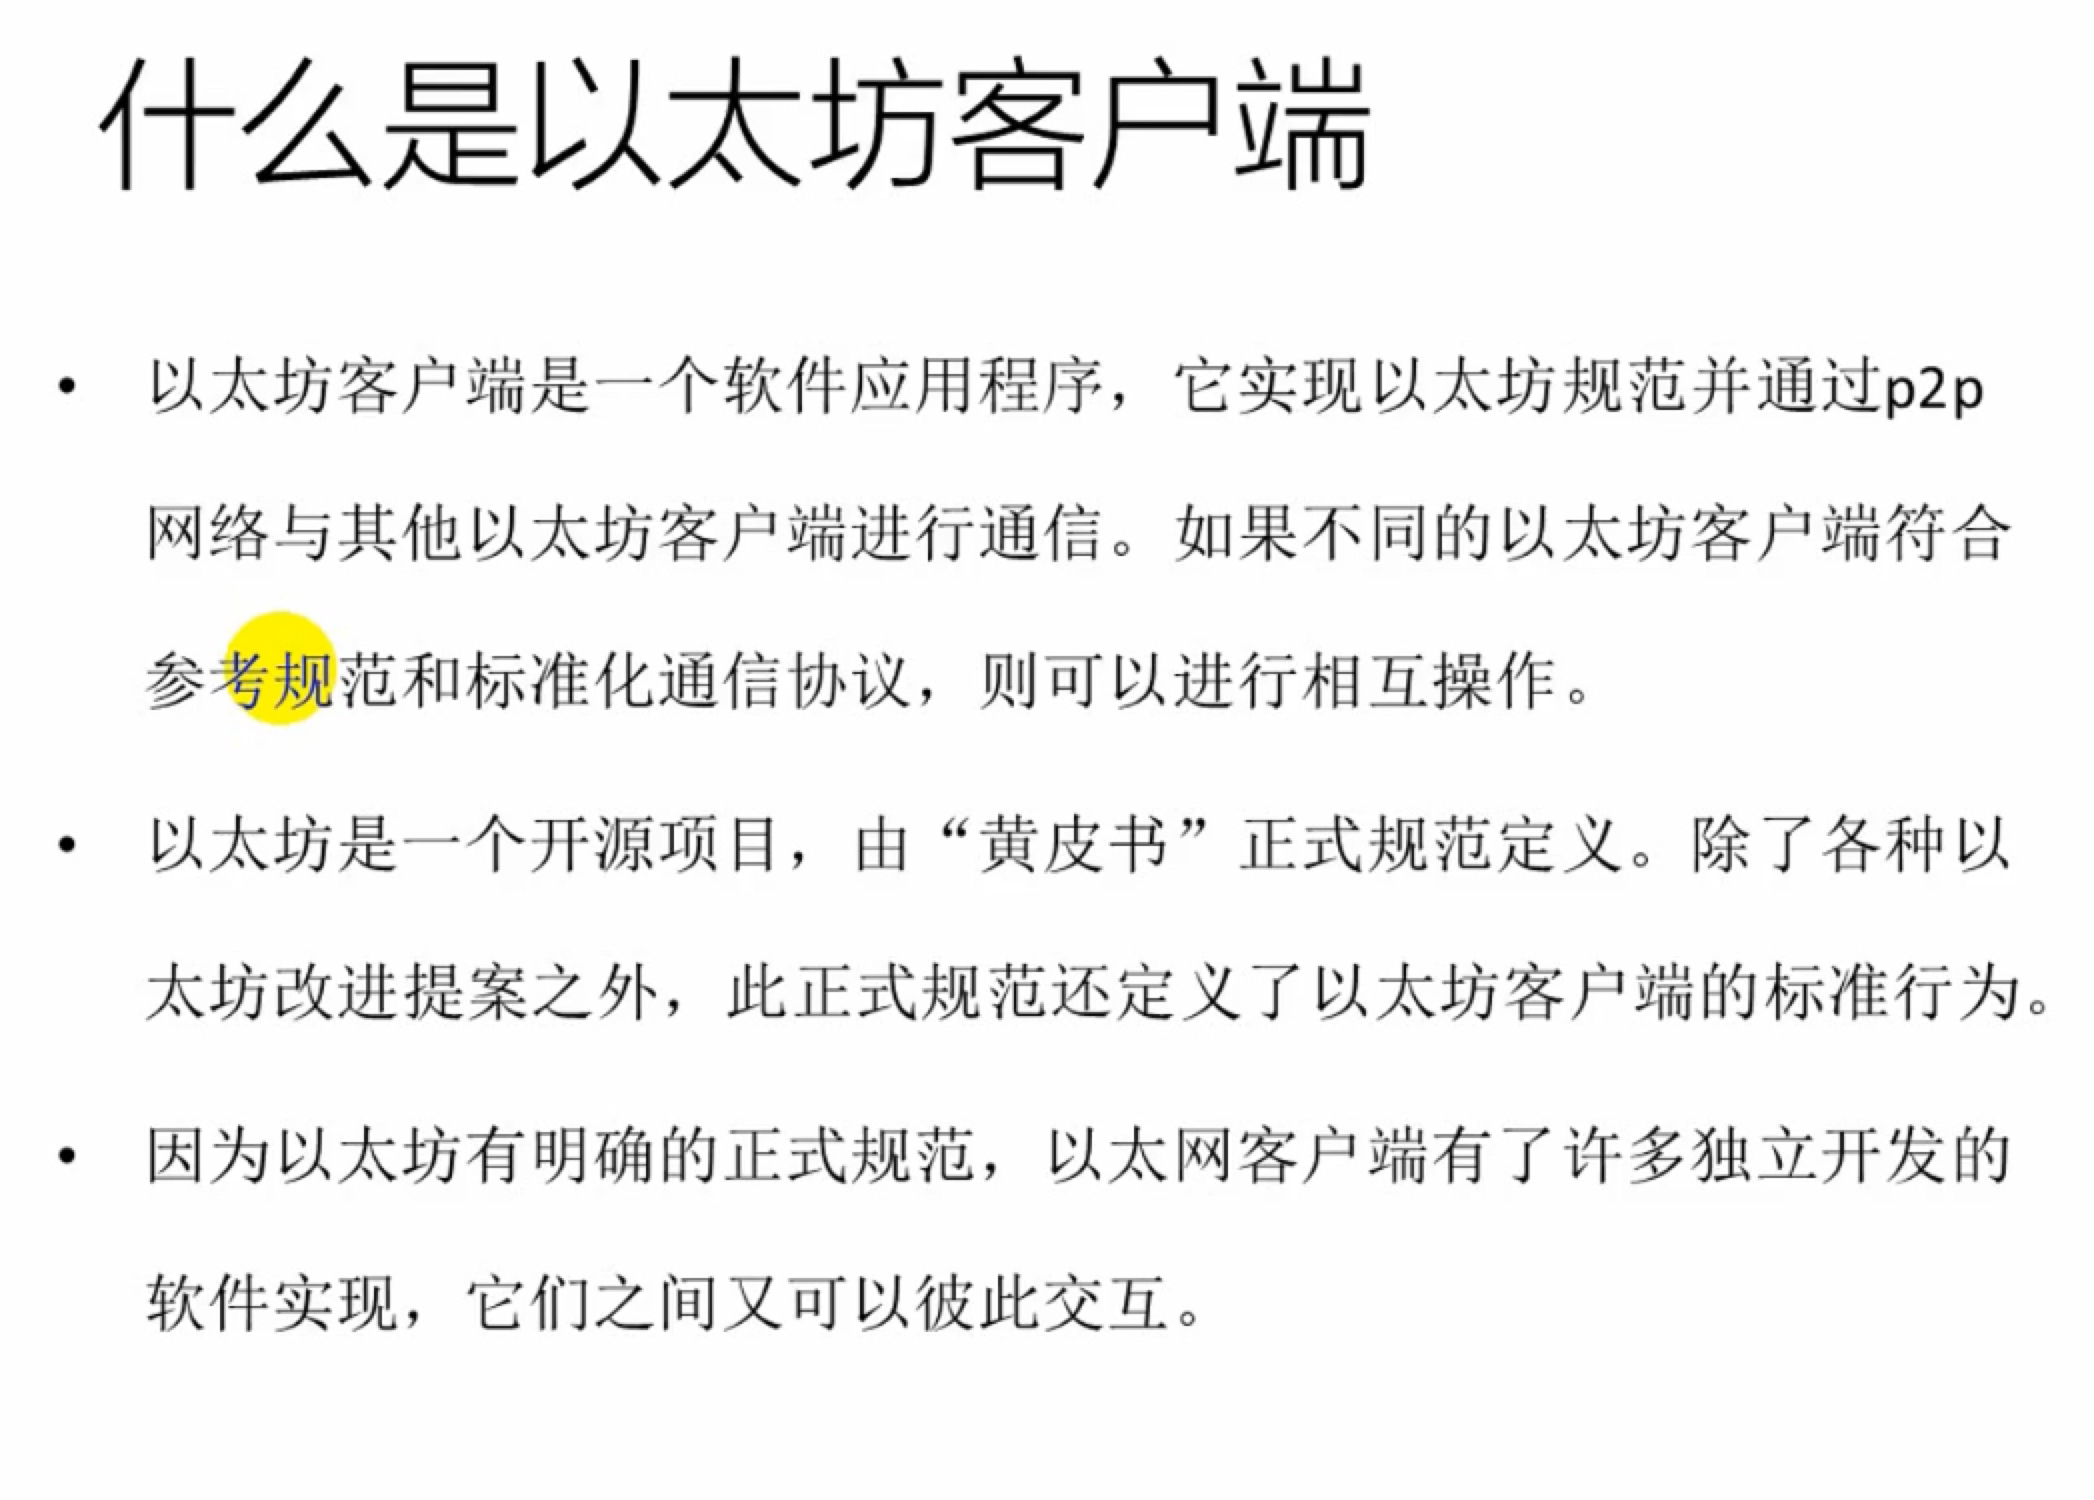 什么是以太坊客户端
• 以太坊客户端是一个软件应用程序，它实现以太坊规范并通过p2p
网络与其他以太坊客户端进行通信。如果不同的以太坊客户端符合
参考规范和标准化通信协议，则可以进行相互操作。
• 以太坊是一个开源项目，由“黄皮书”正式规范定义。除了各种以
太坊改进提案之外，此正式规范还定义了以太坊客户端的标准行为。
• 因为以太坊有明确的正式规范，以太网客户端有了许多独立开发的
软件实现，它们之间又可以彼此交互。